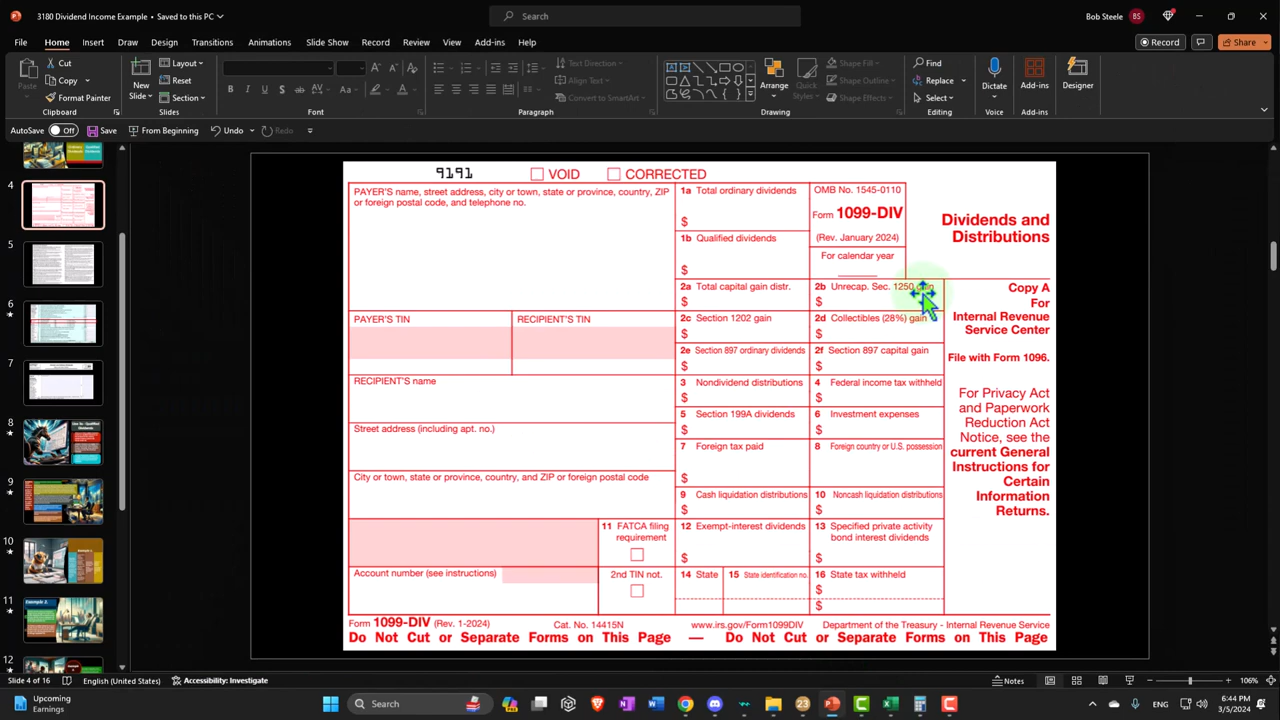 3180 Dividend Income Example • Saved to this PC
Search
Bob Steele
BS
File Home Insert Draw Design Transitions Animations Slide Show Record Review View Add-ins Help
Record
Share
Paste
Cut
Copy
Format Painter
Clipboard
New
Slide
Layout
Reset
Section
Slides
Font
Text Direction
Align Text
Convert to SmartArt
Paragraph
Arrange
Quick
Styles
Shape Fill
Shape Outline
Shape Effects
Drawing
Find
Replace
Select
Editing
Dictate
Voice
Add-ins
Add-ins
Designer
AutoSave Off Save From Beginning Undo Redo
4
6
9
9
10
11
12
9191 VOID CORRECTED
PAYER'S name, street address, city or town, state or province, country, ZIP
or foreign postal code, and telephone no.
1a Total ordinary dividends
$
1b Qualified dividends
$
OMB No. 1545-0110
Form 1099-DIV
(Rev. January 2024)
For calendar year
Dividends and
Distributions
2a Total capital gain distr.
$
2b Unrecap. Sec. 1250 gain
$
Copy A
For
Internal Revenue
Service Center
File with Form 1096.
PAYER'S TIN
RECIPIENT'S TIN
2c Section 1202 gain
$
2d Collectibles (28%) gain
$
2e Section 897 ordinary dividends
$
2f Section 897 capital gain
$
RECIPIENT'S name
3 Nondividend distributions
$
4 Federal income tax withheld
$
For Privacy Act
and Paperwork
Reduction Act
Notice, see the
current General
Instructions for
Certain
Information
Returns.
5 Section 199A dividends
$
6 Investment expenses
$
Street address (including apt. no.)
7 Foreign tax paid
$
8 Foreign country or U.S. possession
City or town, state or province, country, and ZIP or foreign postal code
9 Cash liquidation distributions
$
10 Noncash liquidation distributions
$
11 FATCA filing
requirement
12 Exempt-interest dividends
$
13 Specified private activity
bond interest dividends
$
Account number (see instructions)
2nd TIN not.
14 State
15 State identification no.
16 State tax withheld
$
$
Form 1099-DIV (Rev. 1-2024) Cat. No. 14415N www.irs.gov/Form1099DIV Department of the Treasury - Internal Revenue Service
Do Not Cut or Separate Forms on This Page — Do Not Cut or Separate Forms on This Page
Slide 4 of 16 English (United States) Accessibility: Investigate
Notes
106%
Upcoming
Earnings
Search
ENG
6:44 PM
3/5/2024